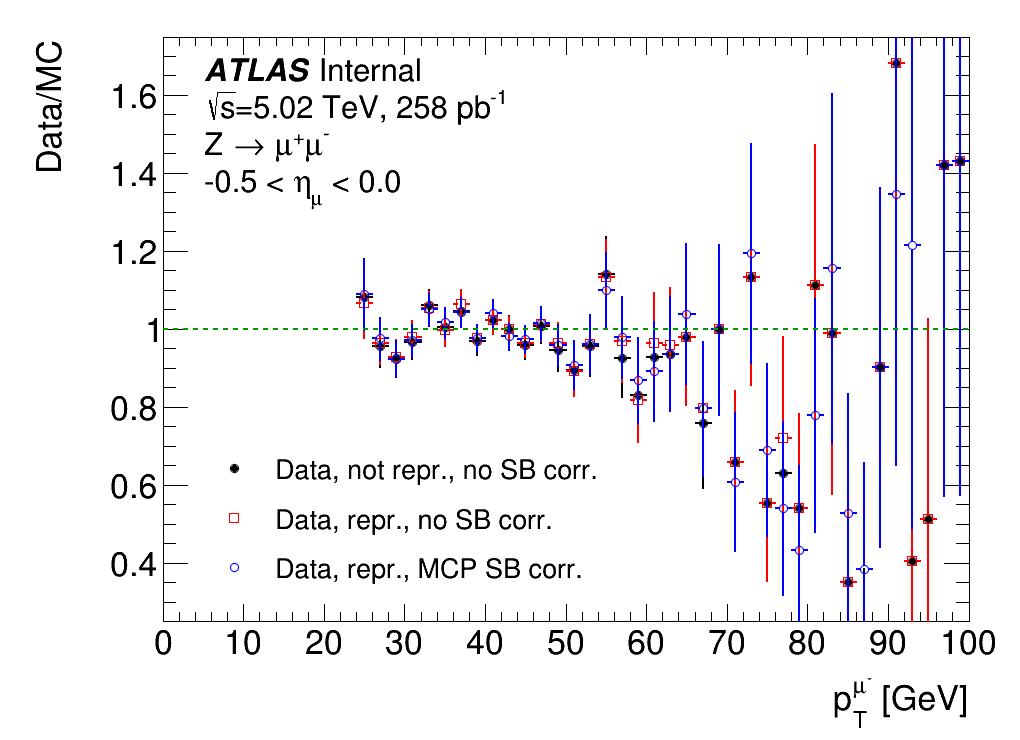 Data/MC
ATLAS Internal
√s=5.02 TeV, 258 pb⁻¹
Z → μ⁺μ⁻
-0.5 < η_μ < 0.0
1.6
1.4
1.2
1
0.8
0.6
0.4
Data, not repr., no SB corr.
Data, repr., no SB corr.
Data, repr., MCP SB corr.
0 10 20 30 40 50 60 70 80 90 100
p_T^μ⁻ [GeV]